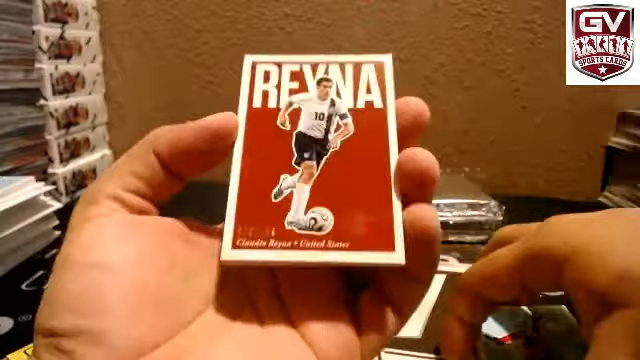 GV
SPORTS CARDS
REYNA
10
Claudio Reyna • United States